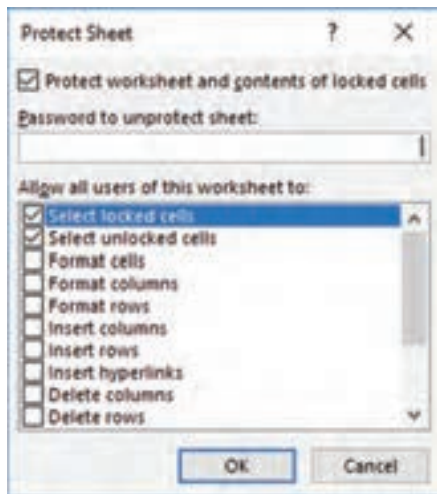 Protect Sheet ? ×
Protect worksheet and contents of locked cells
Password to unprotect sheet:
Allow all users of this worksheet to:
Select locked cells
Select unlocked cells
Format cells
Format columns
Format rows
Insert columns
Insert rows
Insert hyperlinks
Delete columns
Delete rows
OK Cancel